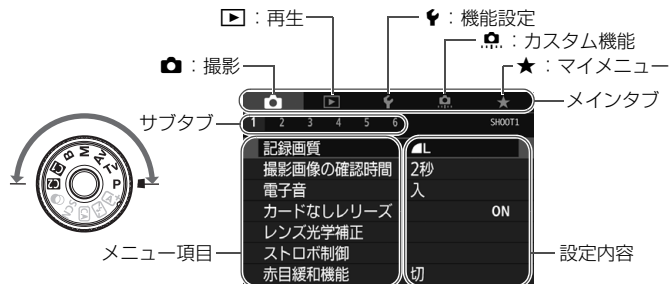 ：再生
：機能設定
：カスタム機能
：撮影
★：マイメニュー
メインタブ
サブタブ
1 2 3 4 5 6 SHOOT1
記録画質 L
撮影画像の確認時間 2秒
電子音 入
カードなしレリーズ ON
レンズ光学補正
ストロボ制御
赤目緩和機能 切
メニュー項目
設定内容
B M Av Tv P